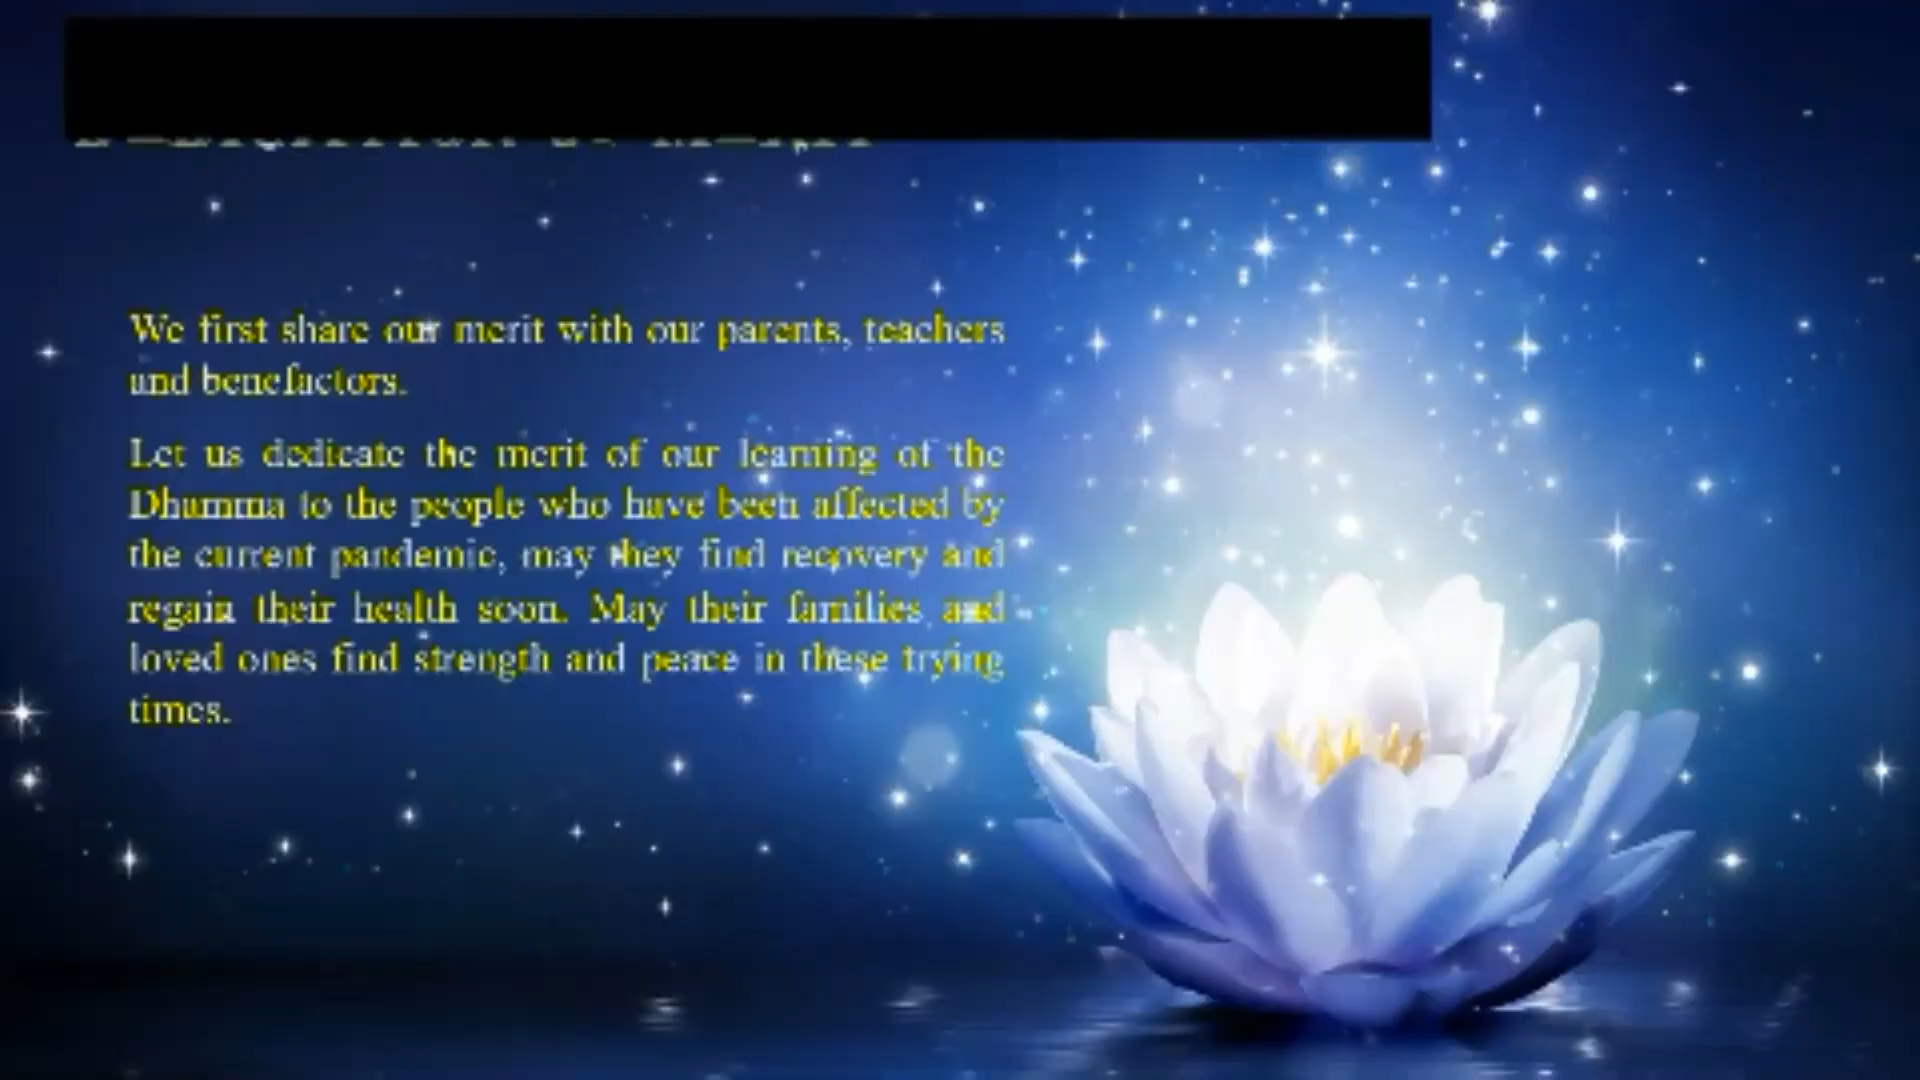 We first share our merit with our parents, teachers
and benefactors.
Let us dedicate the merit of our learning of the
Dhamma to the people who have been affected by
the current pandemic, may they find recovery and
regain their health soon. May their families and
loved ones find strength and peace in these trying
times.